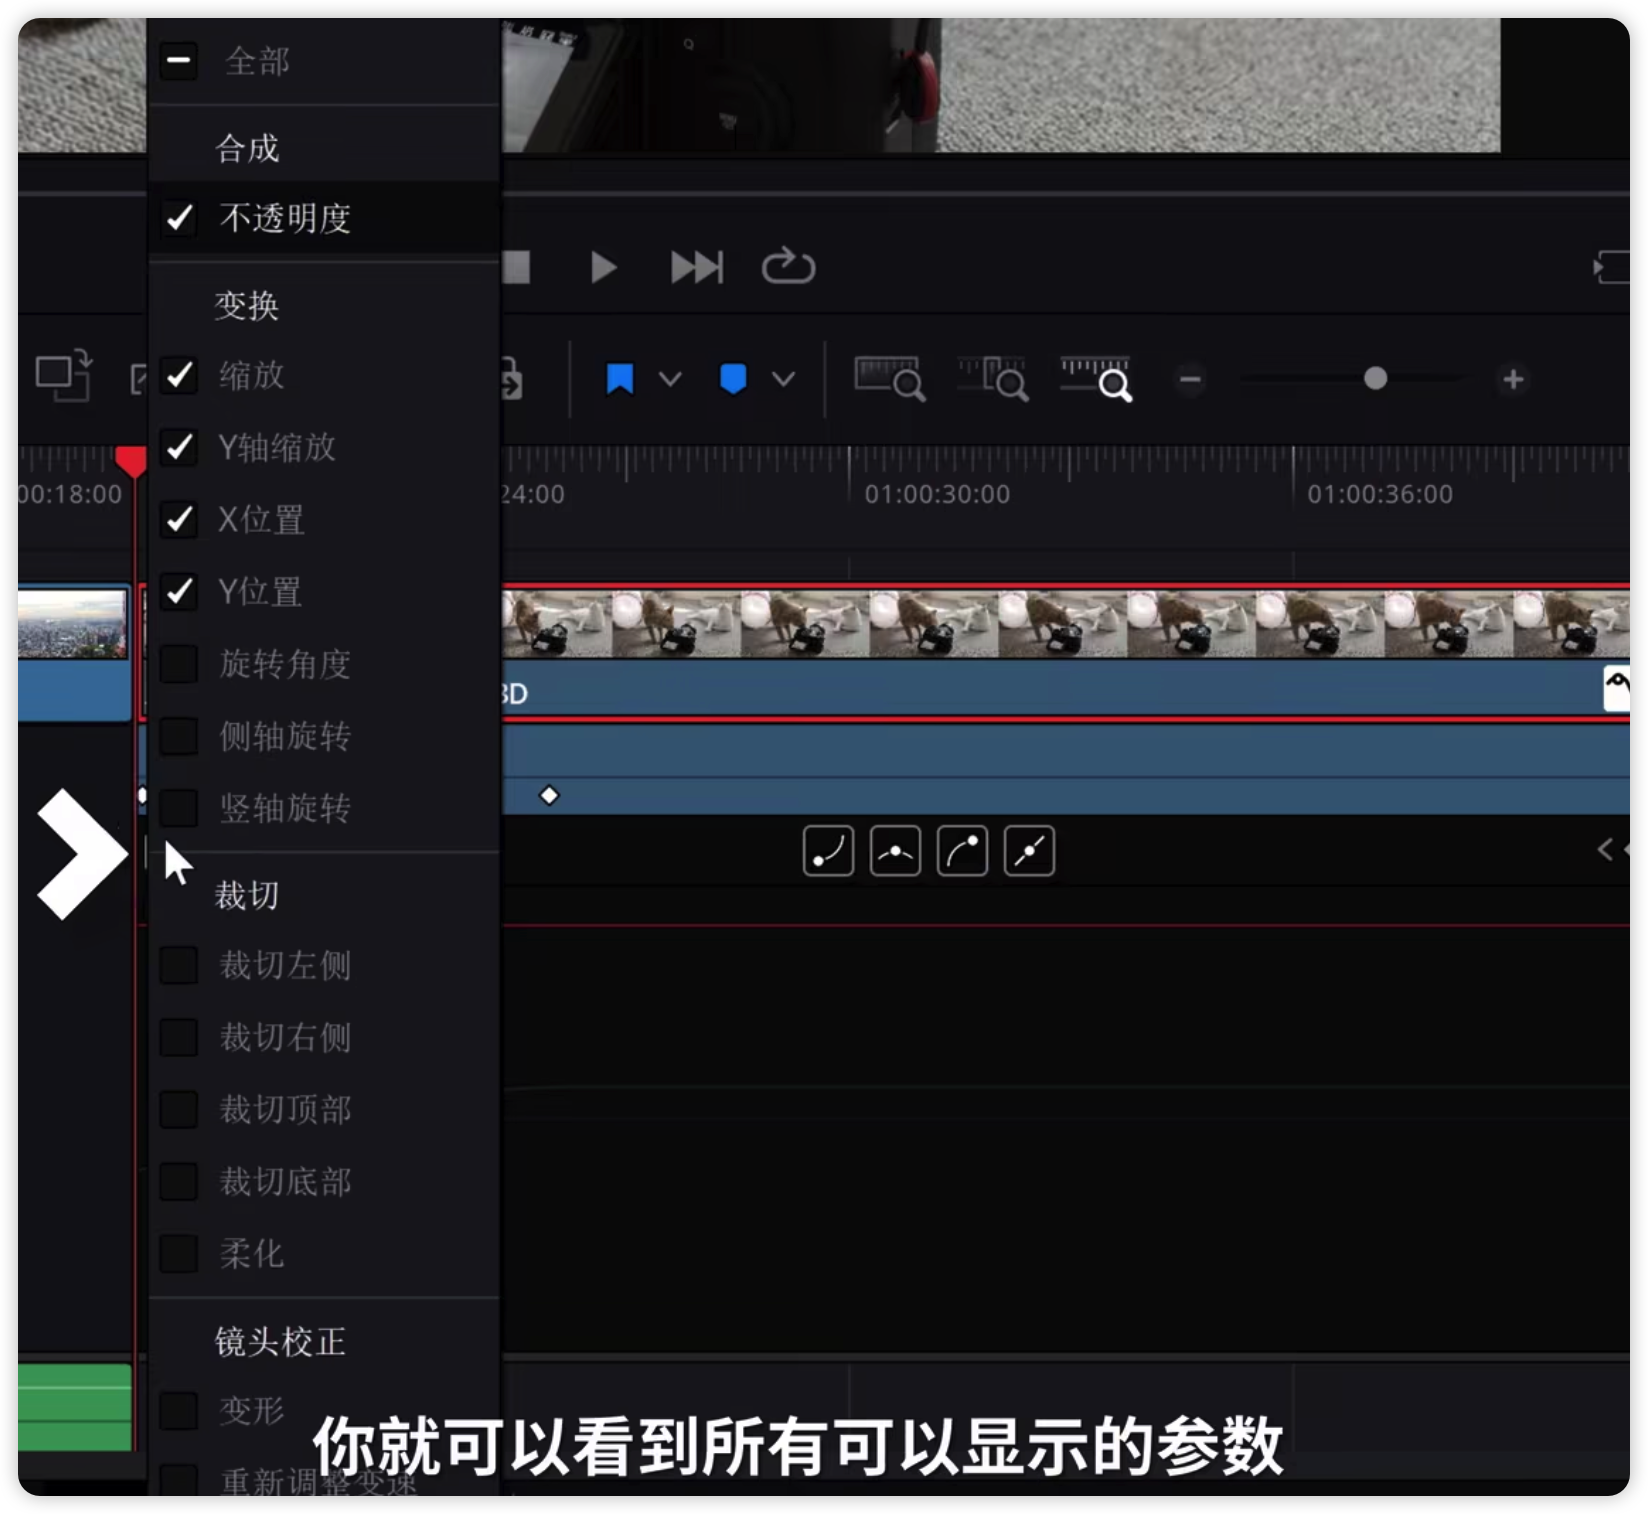 全部
合成
不透明度
变换
缩放
Y轴缩放
X位置
Y位置
旋转角度
侧轴旋转
竖轴旋转
裁切
裁切左侧
裁切右侧
裁切顶部
裁切底部
柔化
镜头校正
变形
重新调整变速
00:18:00
24:00
01:00:30:00
01:00:36:00
3D
你就可以看到所有可以显示的参数